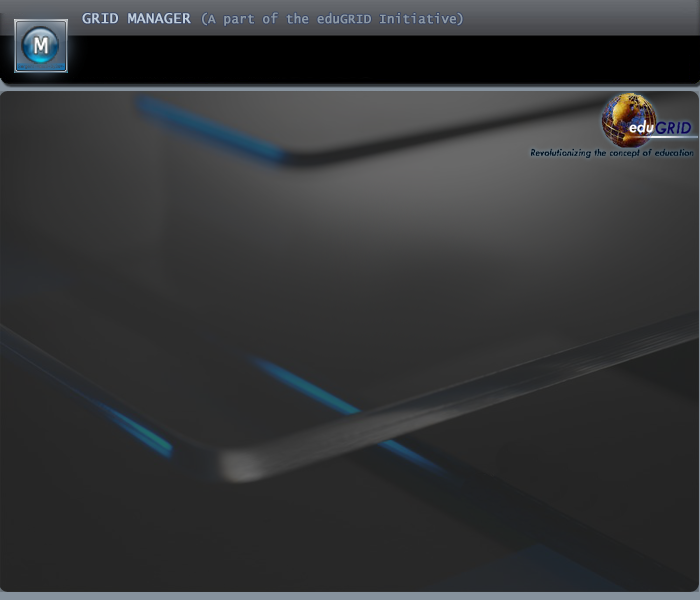 GRID MANAGER (A part of the eduGRID Initiative)
M
eduGRID
Revolutionizing the concept of education